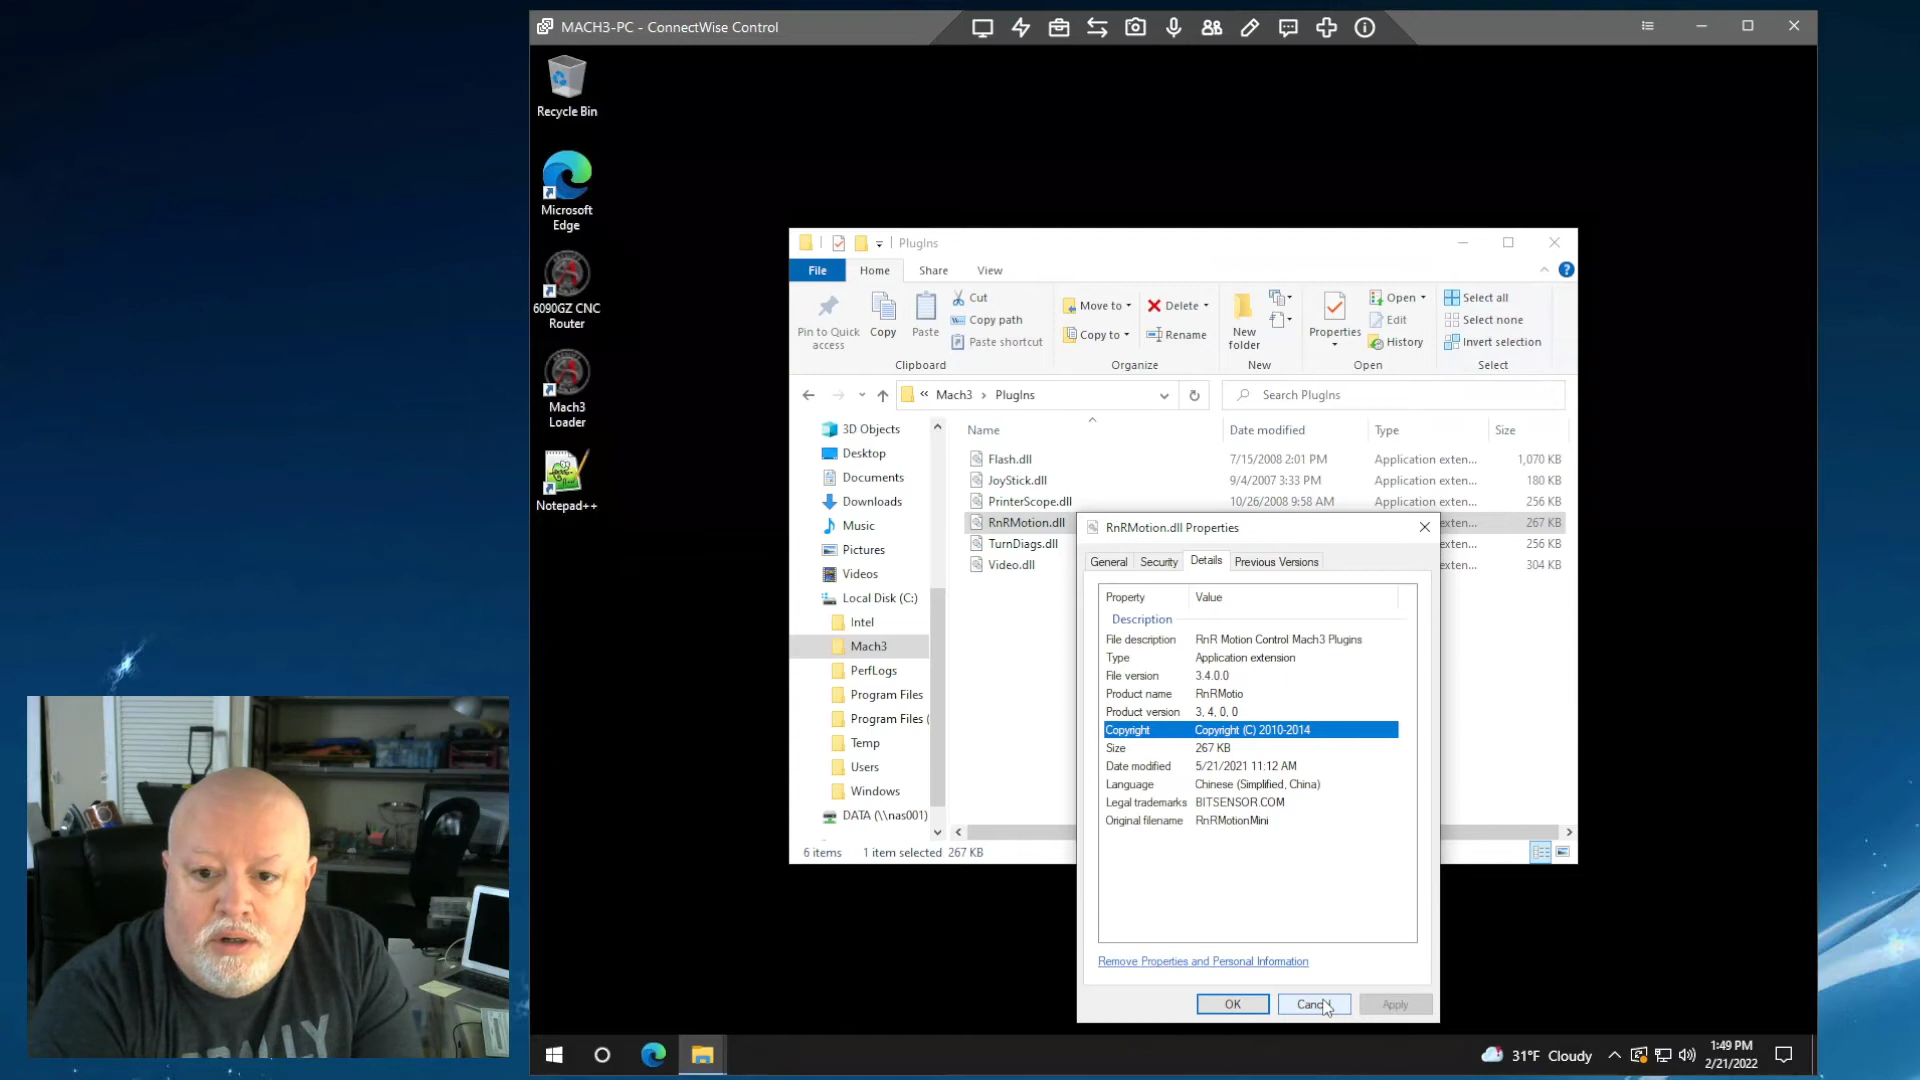 MACH3-PC - ConnectWise Control
Recycle Bin
Microsoft
Edge
6090GZ CNC
Router
Mach3
Loader
Notepad++
PlugIns
File
Home
Share
View
Pin to Quick
access
Copy
Paste
Cut
Copy path
Paste shortcut
Clipboard
Move to
Copy to
Delete
Rename
Organize
New
folder
New
Properties
Open
Edit
History
Open
Select all
Select none
Invert selection
Select
« Mach3 › PlugIns
Search PlugIns
3D Objects
Desktop
Documents
Downloads
Music
Pictures
Videos
Local Disk (C:)
Intel
Mach3
PerfLogs
Program Files
Program Files (
Temp
Users
Windows
DATA (\\nas001)
Name Date modified Type Size
Flash.dll 7/15/2008 2:01 PM Application exten... 1,070 KB
JoyStick.dll 9/4/2007 3:33 PM Application exten... 180 KB
PrinterScope.dll 10/26/2008 9:58 AM Application exten... 256 KB
RnRMotion.dll exten... 267 KB
TurnDiags.dll exten... 256 KB
Video.dll exten... 304 KB
6 items 1 item selected 267 KB
RnRMotion.dll Properties
General Security Details Previous Versions
Property Value
Description
File description RnR Motion Control Mach3 Plugins
Type Application extension
File version 3.4.0.0
Product name RnRMotio
Product version 3, 4, 0, 0
Copyright Copyright (C) 2010-2014
Size 267 KB
Date modified 5/21/2021 11:12 AM
Language Chinese (Simplified, China)
Legal trademarks BITSENSOR.COM
Original filename RnRMotionMini
Remove Properties and Personal Information
OK Cancel Apply
31°F Cloudy
1:49 PM
2/21/2022